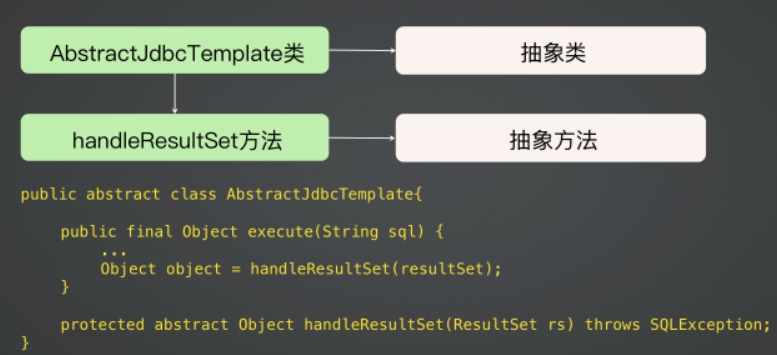 AbstractJdbcTemplate类
抽象类
handleResultSet方法
抽象方法
public abstract class AbstractJdbcTemplate{
public final Object execute(String sql) {
...
Object object = handleResultSet(resultSet);
}
protected abstract Object handleResultSet(ResultSet rs) throws SQLException;
}